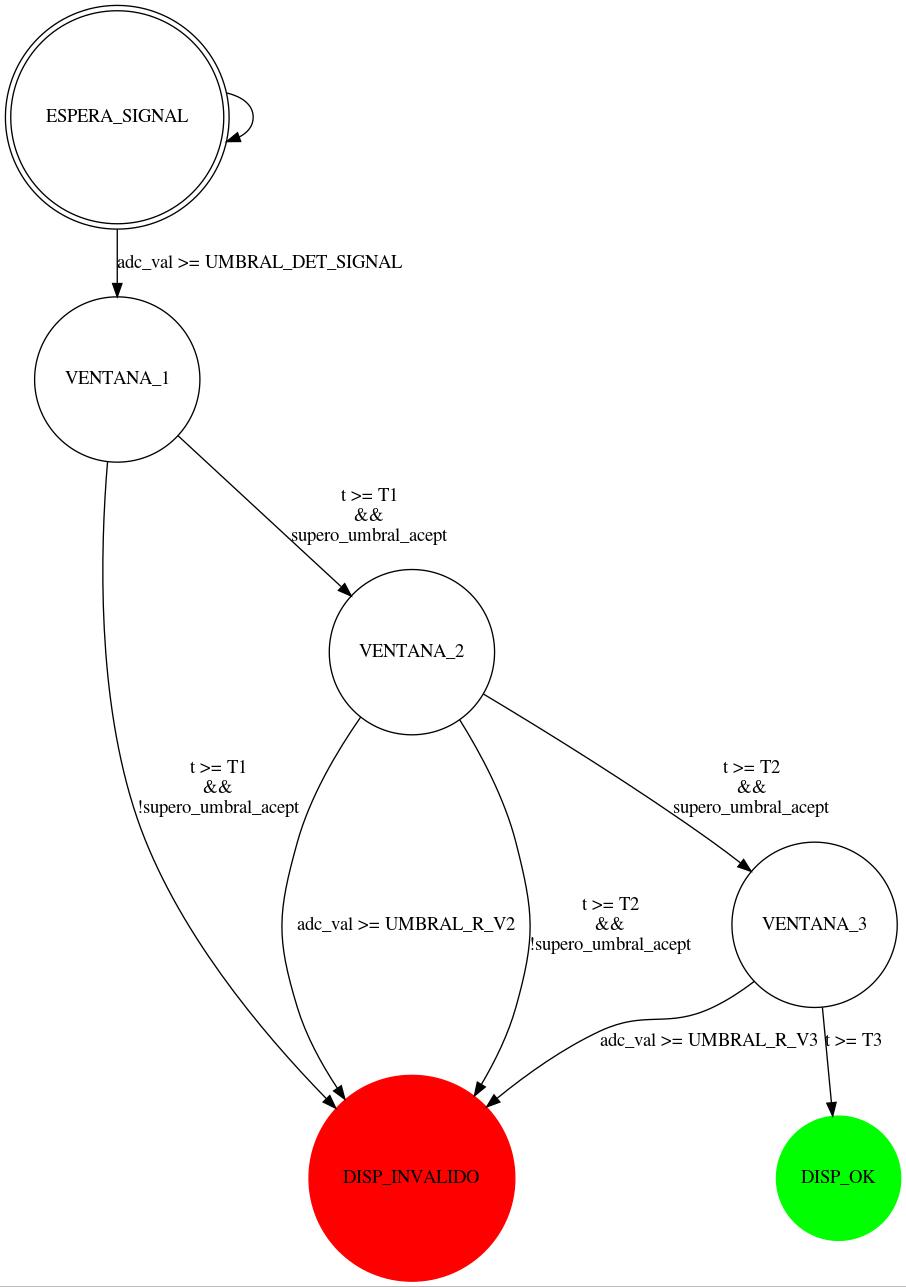 ESPERA_SIGNAL
adc_val >= UMBRAL_DET_SIGNAL
VENTANA_1
t >= T1
&&
supero_umbral_acept
VENTANA_2
t >= T1
&&
!supero_umbral_acept
t >= T2
&&
supero_umbral_acept
adc_val >= UMBRAL_R_V2
t >= T2
&&
!supero_umbral_acept
VENTANA_3
adc_val >= UMBRAL_R_V3
t >= T3
DISP_INVALIDO
DISP_OK